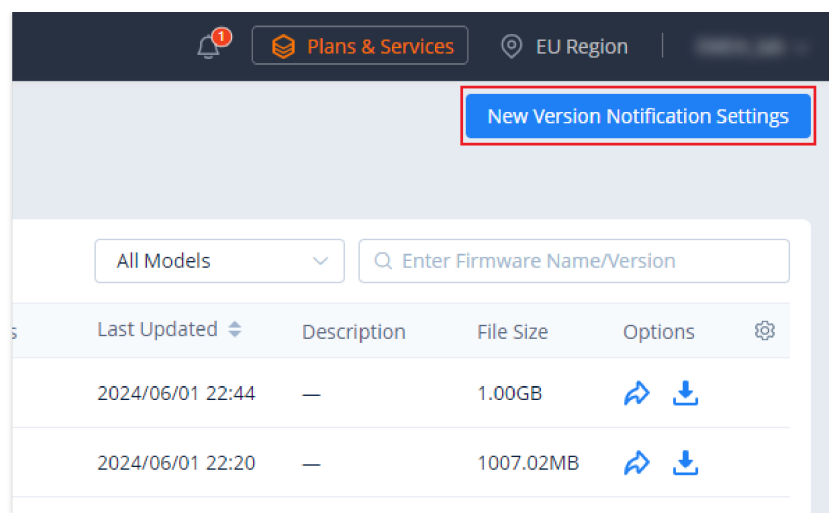 1
Plans & Services
EU Region
New Version Notification Settings
All Models
Enter Firmware Name/Version
s Last Updated Description File Size Options
2024/06/01 22:44 — 1.00GB
2024/06/01 22:20 — 1007.02MB